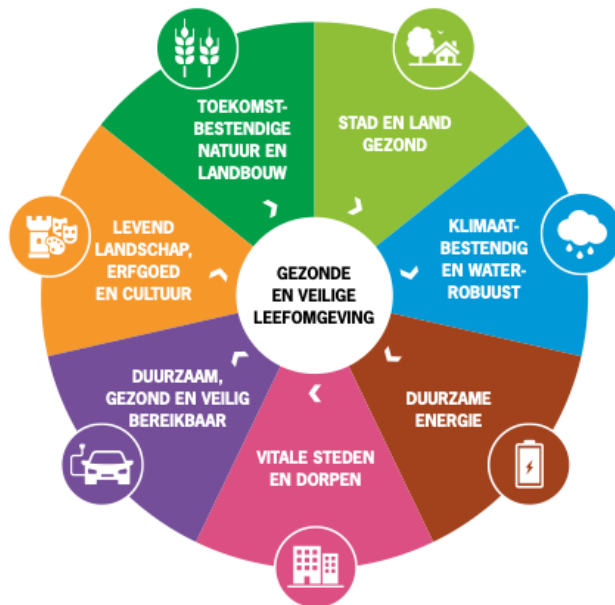 TOEKOMST-
BESTENDIGE
NATUUR EN
LANDBOUW
STAD EN LAND
GEZOND
KLIMAAT-
BESTENDIG
EN WATER-
ROBUUST
DUURZAME
ENERGIE
VITALE STEDEN
EN DORPEN
DUURZAAM,
GEZOND EN VEILIG
BEREIKBAAR
LEVEND
LANDSCHAP,
ERFGOED
EN CULTUUR
GEZONDE
EN VEILIGE
LEEFOMGEVING